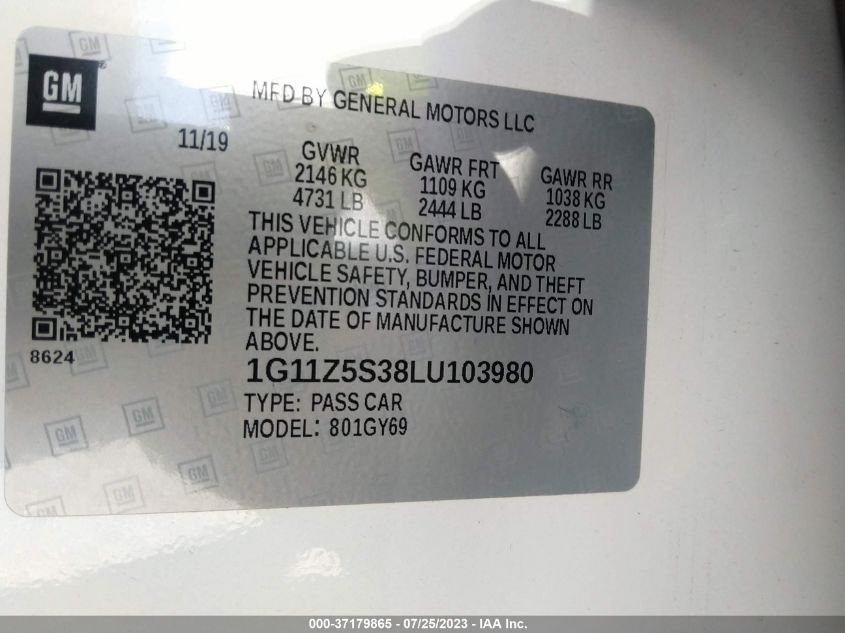 GM
MFD BY GENERAL MOTORS LLC
11/19
GVWR
2146 KG
4731 LB
GAWR FRT
1109 KG
2444 LB
GAWR RR
1038 KG
2288 LB
THIS VEHICLE CONFORMS TO ALL
APPLICABLE U.S. FEDERAL MOTOR
VEHICLE SAFETY, BUMPER, AND THEFT
PREVENTION STANDARDS IN EFFECT ON
THE DATE OF MANUFACTURE SHOWN
ABOVE.
8624
1G11Z5S38LU103980
TYPE: PASS CAR
MODEL: 801GY69
000-37179865 - 07/25/2023 - IAA Inc.